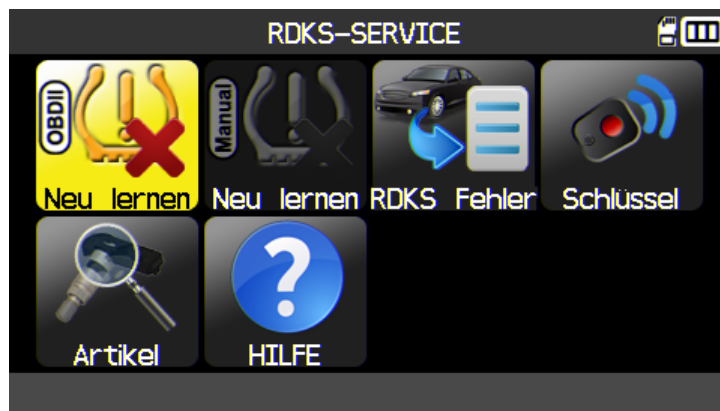 RDKS-SERVICE
OBDII
Neu lernen
Manual
Neu lernen
RDKS Fehler
Schlüssel
Artikel
HILFE